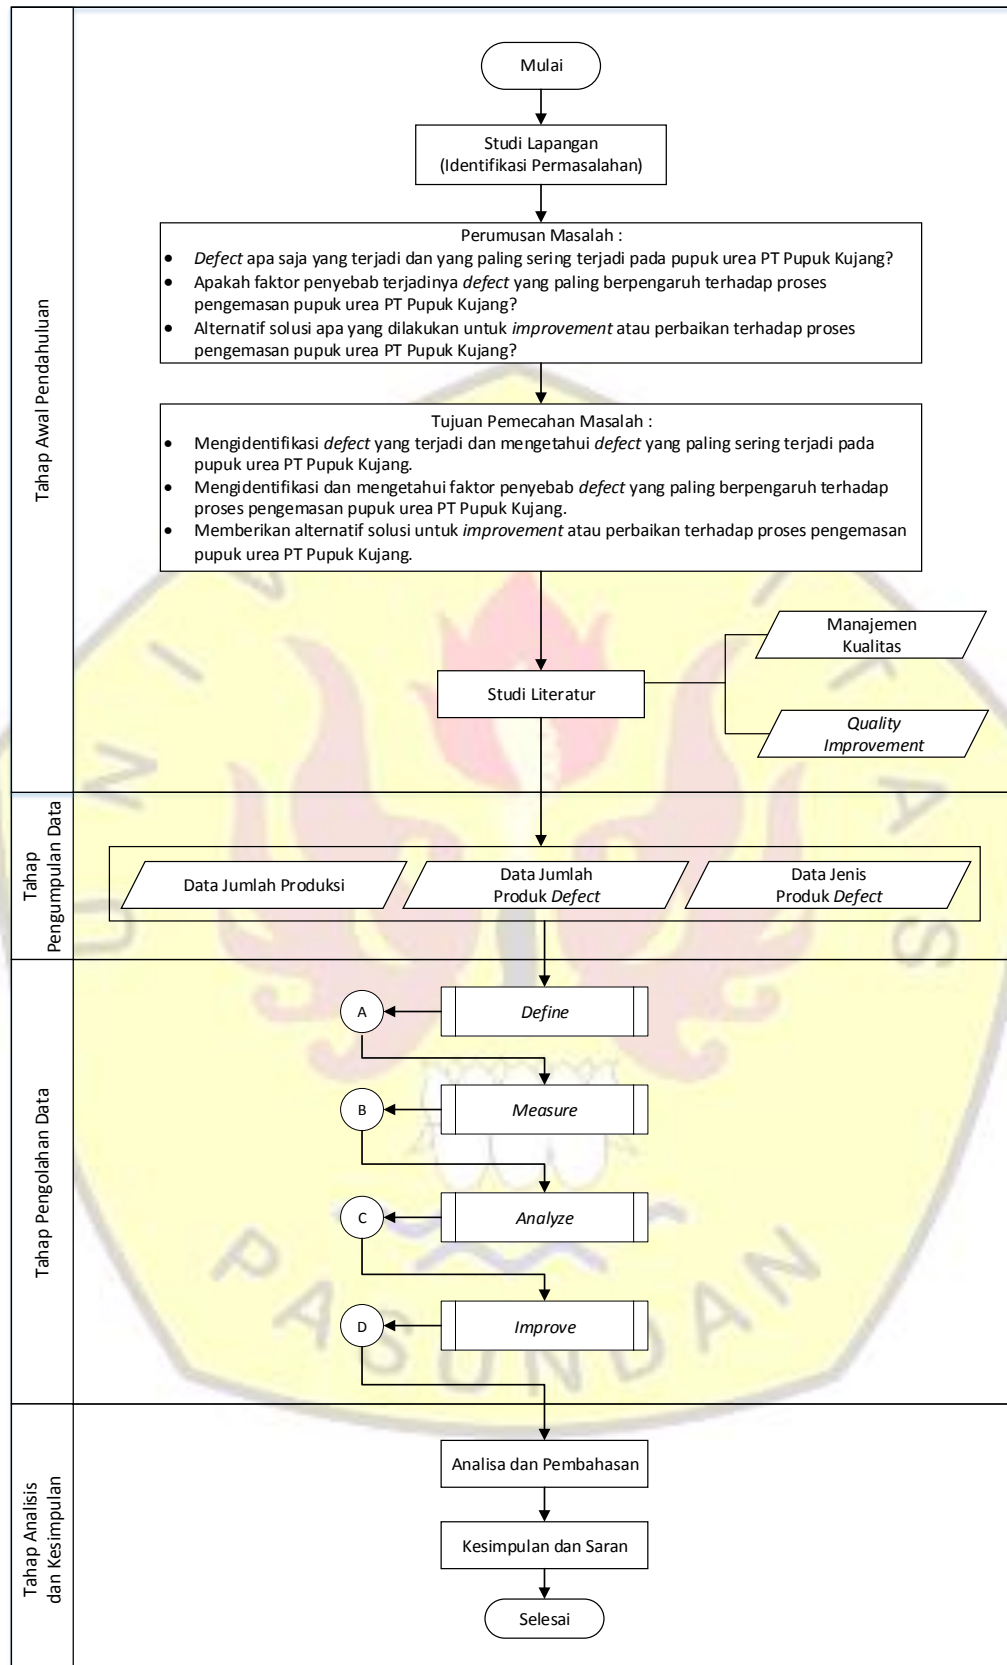 Tahap Awal Pendahuluan
Mulai
Studi Lapangan
(Identifikasi Permasalahan)
Perumusan Masalah :
• Defect apa saja yang terjadi dan yang paling sering terjadi pada pupuk urea PT Pupuk Kujang?
• Apakah faktor penyebab terjadinya defect yang paling berpengaruh terhadap proses
pengemasan pupuk urea PT Pupuk Kujang?
• Alternatif solusi apa yang dilakukan untuk improvement atau perbaikan terhadap proses
pengemasan pupuk urea PT Pupuk Kujang?
Tujuan Pemecahan Masalah :
• Mengidentifikasi defect yang terjadi dan mengetahui defect yang paling sering terjadi pada
pupuk urea PT Pupuk Kujang.
• Mengidentifikasi dan mengetahui faktor penyebab defect yang paling berpengaruh terhadap
proses pengemasan pupuk urea PT Pupuk Kujang.
• Memberikan alternatif solusi untuk improvement atau perbaikan terhadap proses pengemasan
pupuk urea PT Pupuk Kujang.
Studi Literatur
Manajemen
Kualitas
Quality
Improvement
Tahap
Pengumpulan Data
Data Jumlah Produksi
Data Jumlah
Produk Defect
Data Jenis
Produk Defect
Tahap Pengolahan Data
A
Define
B
Measure
C
Analyze
D
Improve
PASUNDAN
Tahap Analisis
dan Kesimpulan
Analisa dan Pembahasan
Kesimpulan dan Saran
Selesai